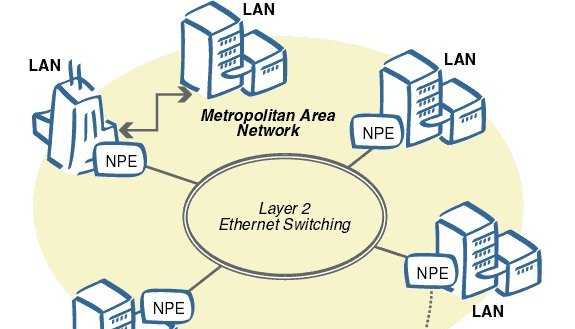 LAN
LAN
LAN
Metropolitan Area
Network
NPE
NPE
Layer 2
Ethernet Switching
NPE
NPE
LAN